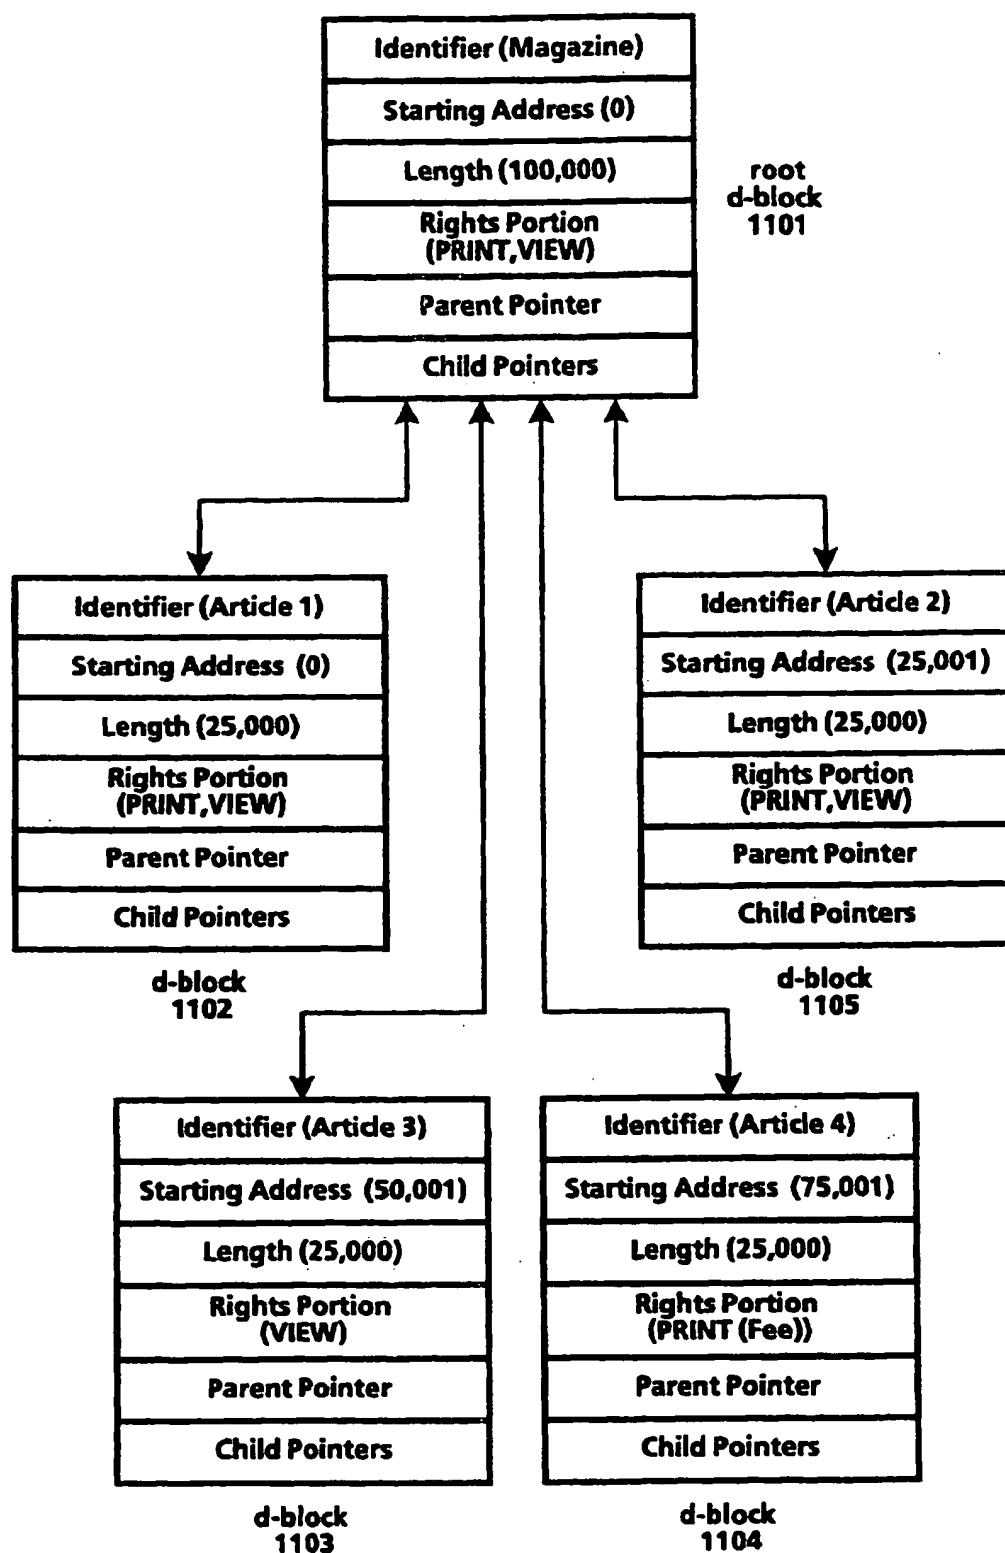 Identifier (Magazine)
Starting Address (0)
Length (100,000)
Rights Portion
(PRINT,VIEW)
Parent Pointer
Child Pointers
root
d-block
1101
Identifier (Article 1)
Starting Address (0)
Length (25,000)
Rights Portion
(PRINT,VIEW)
Parent Pointer
Child Pointers
d-block
1102
Identifier (Article 2)
Starting Address (25,001)
Length (25,000)
Rights Portion
(PRINT,VIEW)
Parent Pointer
Child Pointers
d-block
1105
Identifier (Article 3)
Starting Address (50,001)
Length (25,000)
Rights Portion
(VIEW)
Parent Pointer
Child Pointers
d-block
1103
Identifier (Article 4)
Starting Address (75,001)
Length (25,000)
Rights Portion
(PRINT (Fee))
Parent Pointer
Child Pointers
d-block
1104